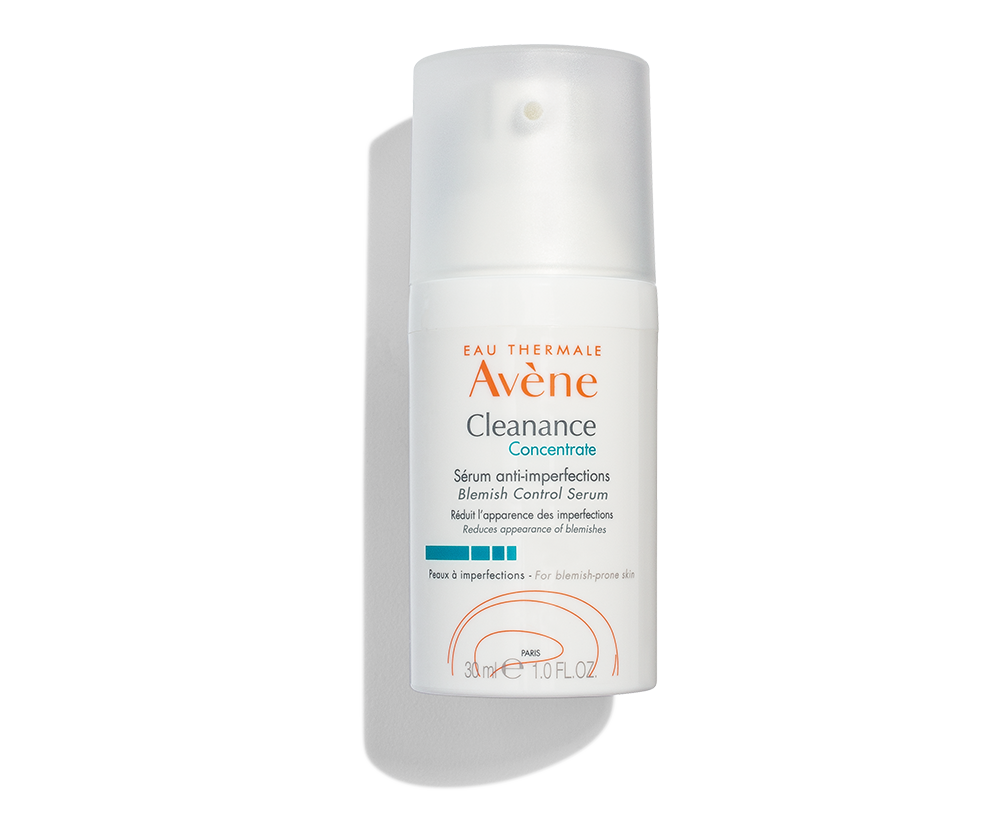 EAU THERMALE
Avène
Cleanance
Concentrate
Sérum anti-imperfections
Blemish Control Serum
Réduit l'apparence des imperfections
Reduces appearance of blemishes
Peaux à imperfections - For blemish-prone skin
PARIS
30 ml ℮ 1.0 FL.OZ.